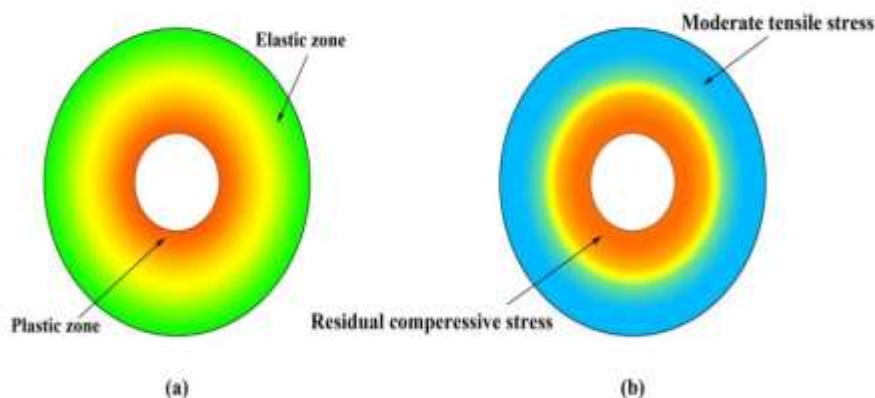 Elastic zone
Moderate tensile stress
Plastic zone
Residual comperessive stress
(a)
(b)